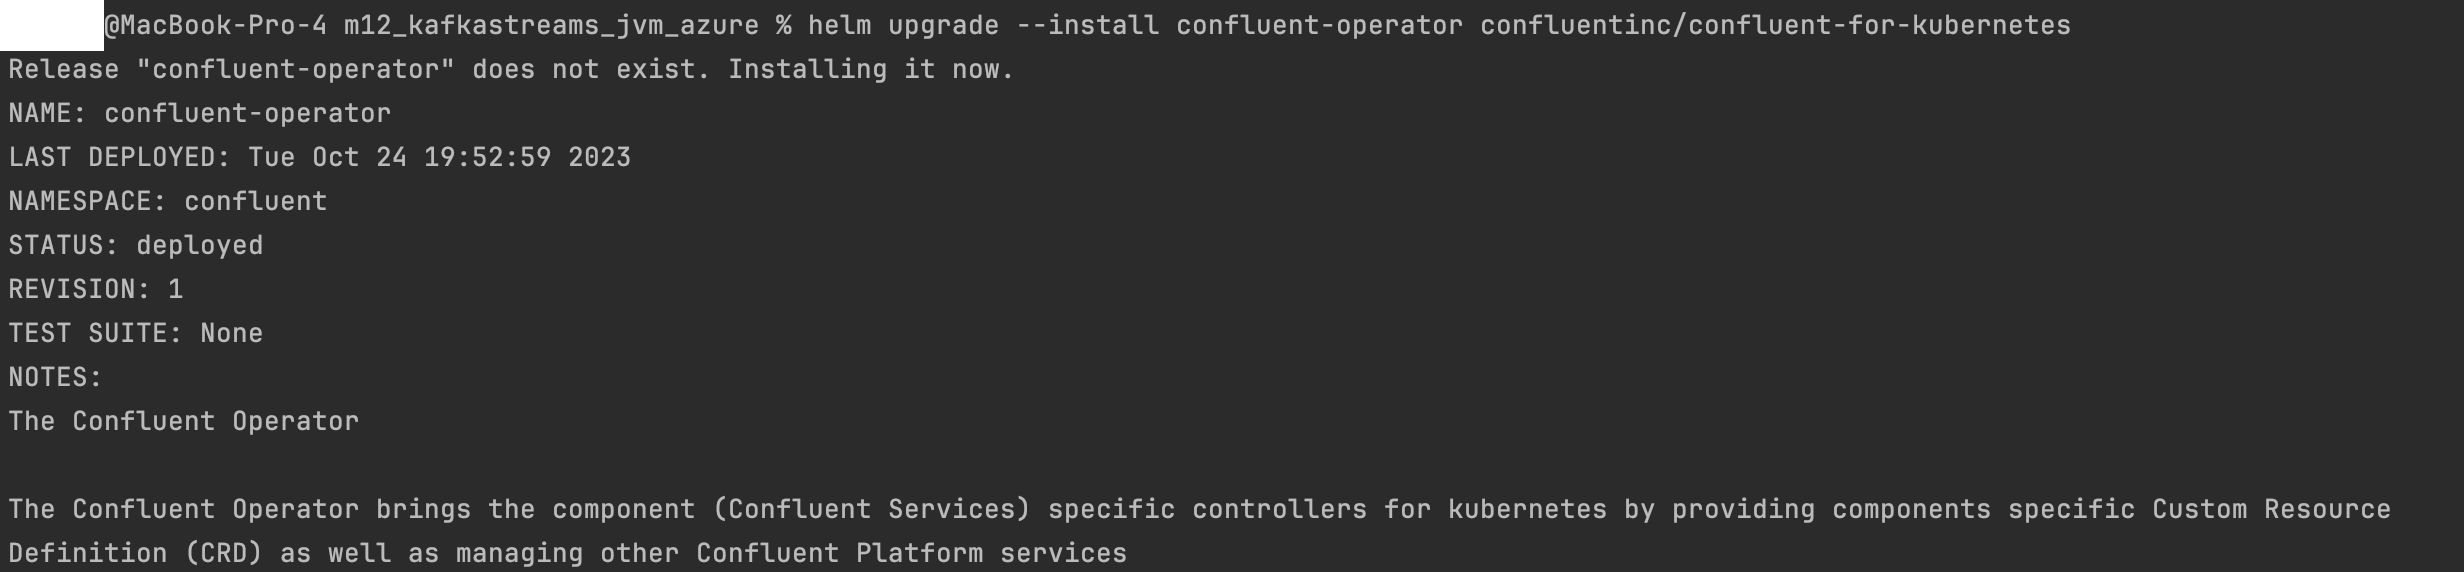 @MacBook-Pro-4 m12_kafkastreams_jvm_azure % helm upgrade --install confluent-operator confluentinc/confluent-for-kubernetes
Release "confluent-operator" does not exist. Installing it now.
NAME: confluent-operator
LAST DEPLOYED: Tue Oct 24 19:52:59 2023
NAMESPACE: confluent
STATUS: deployed
REVISION: 1
TEST SUITE: None
NOTES:
The Confluent Operator
The Confluent Operator brings the component (Confluent Services) specific controllers for kubernetes by providing components specific Custom Resource
Definition (CRD) as well as managing other Confluent Platform services